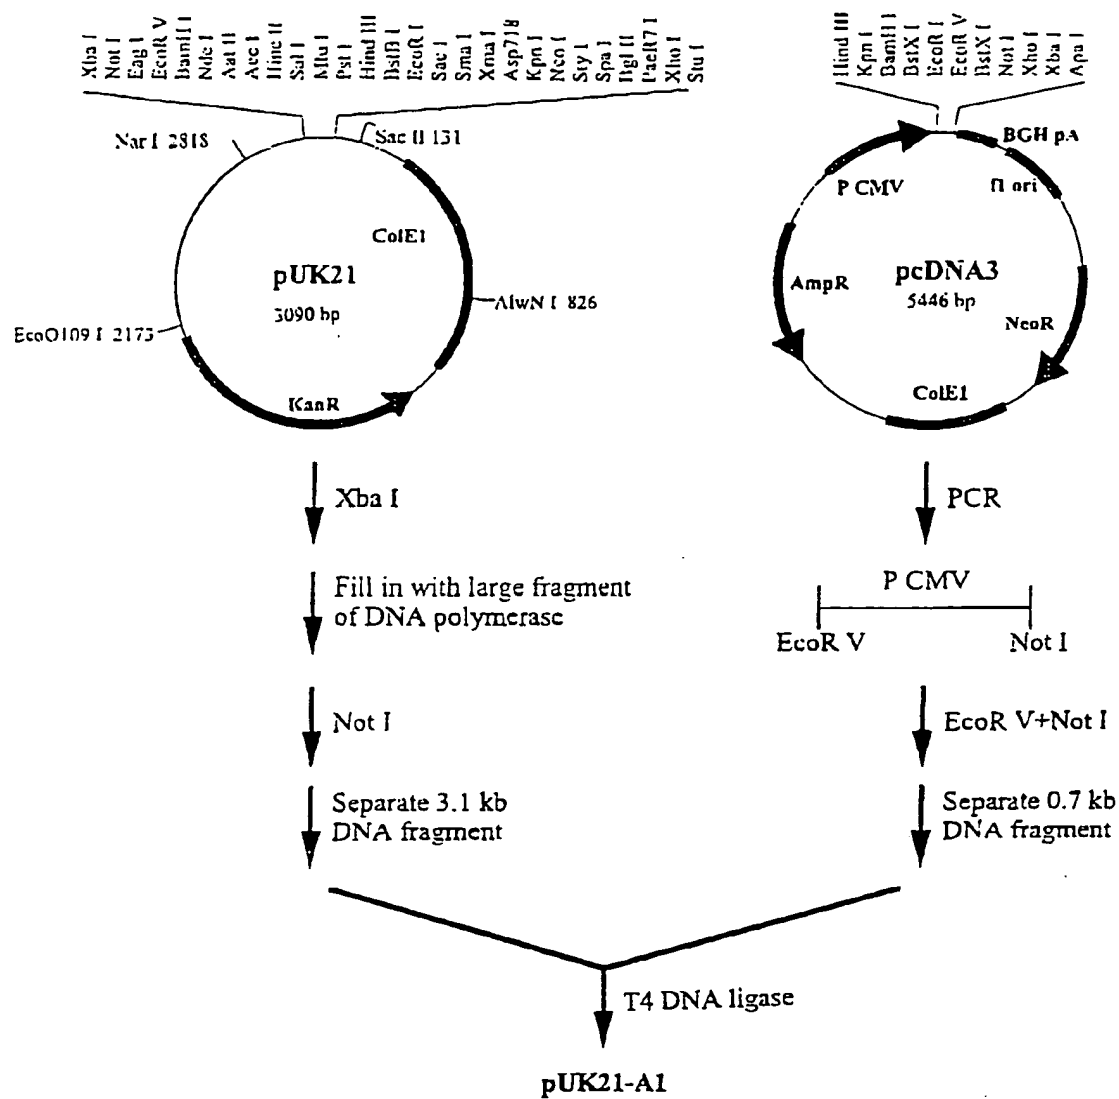 Xba I
Not I
Eag I
EcoR V
BamH I
Nde I
Aat II
Acc I
Hinc II
Sal I
Mlu I
Pst I
Hind III
BstB I
EcoR I
Sac I
Sma I
Xma I
Asp718
Kpn I
Nco I
Sty I
Spa I
Bgl II
PaeR7 I
Xho I
Stu I
Hind III
Kpn I
BamH I
BstX I
EcoR I
EcoR V
BstX I
Not I
Xho I
Xba I
Apa I
Nar I 2818
Sac II 131
ColE1
pUK21
3090 bp
AlwN I 826
EcoO109 I 2173
KanR
BGH pA
P CMV
f1 ori
AmpR
pcDNA3
5446 bp
NeoR
ColE1
Xba I
Fill in with large fragment
of DNA polymerase
Not I
Separate 3.1 kb
DNA fragment
PCR
P CMV
EcoR V
Not I
EcoR V+Not I
Separate 0.7 kb
DNA fragment
T4 DNA ligase
pUK21-A1